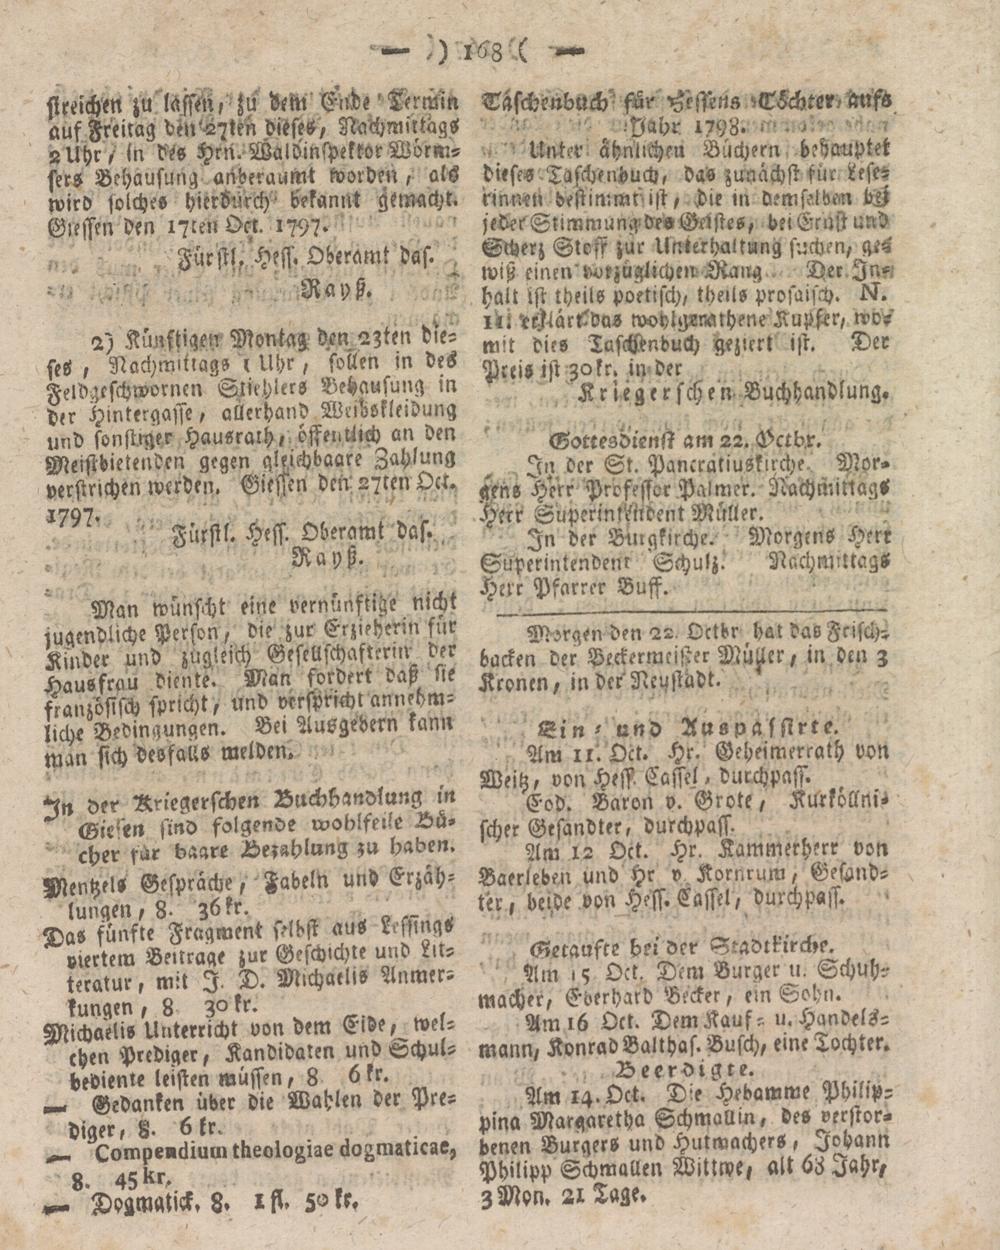 — ) 168 ( —
streichen zu lassen, zu dem Ende Termin
auf Freitag den 27ten dieses, Nachmittags
2 Uhr, in des Hrn. Waldinspektor Wörm-
sers Behausung anberaumt worden, als
wird solches hierdurch bekannt gemacht.
Giessen den 17ten Oct. 1797.
Fürstl. Hess. Oberamt das.
Rayß.
2) Künftigen Montag den 23ten die-
ses, Nachmittags 1 Uhr, sollen in des
Feldgeschwornen Stiehlers Behausung in
der Hintergasse, allerhand Weibskleidung
und sonstiger Hausrath, öffentlich an den
Meistbietenden gegen gleichbaare Zahlung
verstrichen werden. Giessen den 27ten Oct.
1797.
Fürstl. Hess. Oberamt das.
Rayß.
Man wünscht eine vernünftige nicht
jugendliche Person, die zur Erzieherin für
Kinder und zugleich Gesellschafterin der
Hausfrau diente. Man fordert daß sie
französisch spricht, und verspricht annehm-
liche Bedingungen. Bei Ausgebern kann
man sich desfalls melden.
In der Kriegerschen Buchhandlung in
Giesen sind folgende wohlfeile Bü-
cher für baare Bezahlung zu haben.
Mentzels Gespräche, Fabeln und Erzäh-
lungen, 8. 36 kr.
Das fünfte Fragment selbst aus Lessings
viertem Beitrage zur Geschichte und Lit-
teratur, mit J. D. Michaelis Anmer-
kungen, 8 30 kr.
Michaelis Unterricht von dem Eide, wel-
chen Prediger, Kandidaten und Schul-
bediente leisten müssen, 8 6 kr.
— Gedanken über die Wahlen der Pre-
diger, 8. 6 kr.
— Compendium theologiae dogmaticae,
8. 45 kr.
— Dogmatick. 8. 1 fl. 50 kr.
Taschenbuch für Hessens Töchter aufs
Jahr 1798.
Unter ähnlichen Büchern behauptet
dieses Taschenbuch, das zunächst für Lese-
rinnen bestimmt ist, die in demselben bei
jeder Stimmung des Geistes, bei Ernst und
Scherz Stoff zur Unterhaltung suchen, ge-
wiß einen vorzüglichen Rang. Der In-
halt ist theils poetisch, theils prosaisch. N.
11. erklärt das wohlgerathene Kupfer, wo-
mit dies Taschenbuch geziert ist. Der
Preis ist 30 kr. in der
Kriegerschen Buchhandlung.
Gottesdienst am 22. Octbr.
In der St. Pancratiuskirche. Mor-
gens Herr Professor Palmer. Nachmittags
Herr Superintendent Müller.
In der Burgkirche. Morgens Herr
Superintendent Schulz. Nachmittags
Herr Pfarrer Buff.
Morgen den 22. Octbr hat das Frisch-
backen der Beckermeister Müller, in den 3
Kronen, in der Neustadt.
Ein- und Auspassirte.
Am 11. Oct. Hr. Geheimerrath von
Weitz, von Hess. Cassel, durchpass.
Eod. Baron v. Grote, Kurköllni-
scher Gesandter, durchpass.
Am 12 Oct. Hr. Kammerherr von
Baerleben und Hr. v. Kornrum, Gesand-
ter, beide von Hess. Cassel, durchpass.
Getaufte bei der Stadtkirche.
Am 15 Oct. Dem Burger u. Schuh-
macher, Eberhard Becker, ein Sohn.
Am 16 Oct. Dem Kauf- u. Handels-
mann, Konrad Balthas. Busch, eine Tochter.
Beerdigte.
Am 14. Oct. Die Hebamme Philip-
pina Margaretha Schmallin, des verstor-
benen Burgers und Hutmachers, Johann
Philipp Schmallen Wittwe, alt 68 Jahr,
3 Mon. 21 Tage.